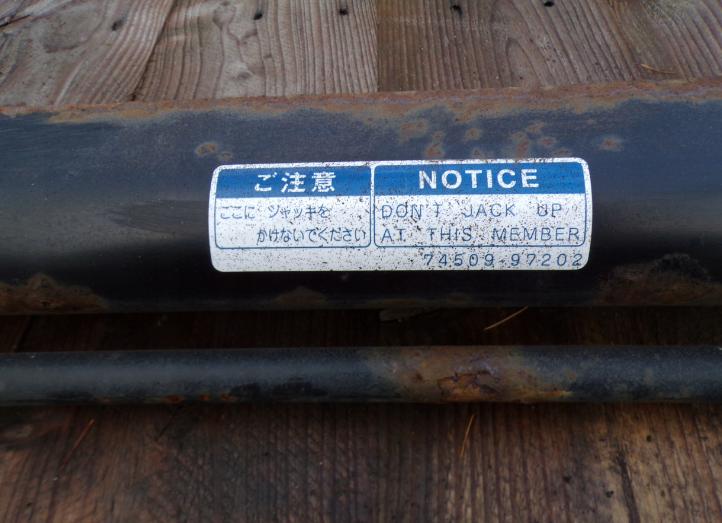 ご注意
ここに ジャッキを
かけないでください
NOTICE
DON'T JACK UP
AT THIS MEMBER
74509-97202